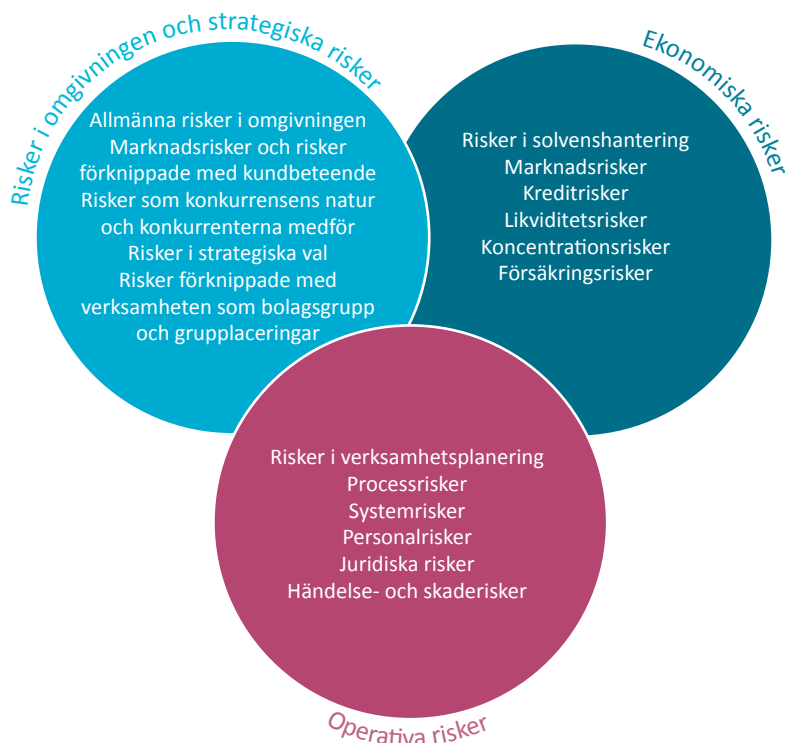 Risker i omgivningen och strategiska risker
Allmänna risker i omgivningen
Marknadsrisker och risker
förknippade med kundbeteende
Risker som konkurrensens natur
och konkurrenterna medför
Risker i strategiska val
Risker förknippade med
verksamheten som bolagsgrupp
och grupplaceringar
Ekonomiska risker
Risker i solvenshantering
Marknadsrisker
Kreditrisker
Likviditetsrisker
Koncentrationsrisker
Försäkringsrisker
Risker i verksamhetsplanering
Processrisker
Systemrisker
Personalrisker
Juridiska risker
Händelse- och skaderisker
Operativa risker